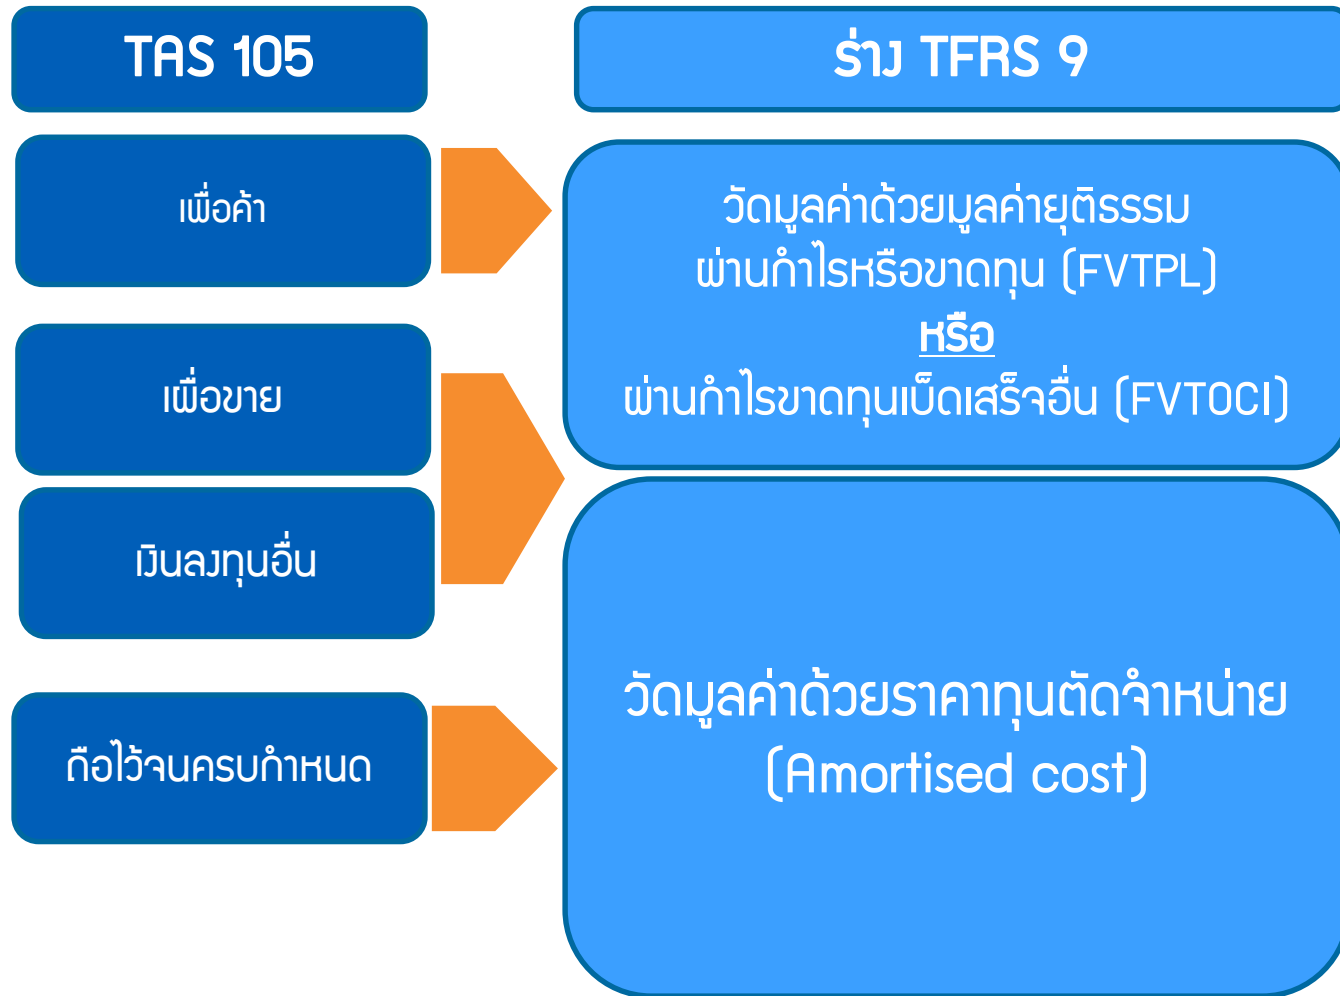 TAS 105
ร่าง TFRS 9
เพื่อค้า
เผื่อขาย
เงินลงทุนอื่น
ถือไว้จนครบกำหนด
วัดมูลค่าด้วยมูลค่ายุติธรรม
ผ่านกำไรหรือขาดทุน (FVTPL)
หรือ
ผ่านกำไรขาดทุนเบ็ดเสร็จอื่น (FVTOCI)
วัดมูลค่าด้วยราคาทุนตัดจำหน่าย
(Amortised cost)